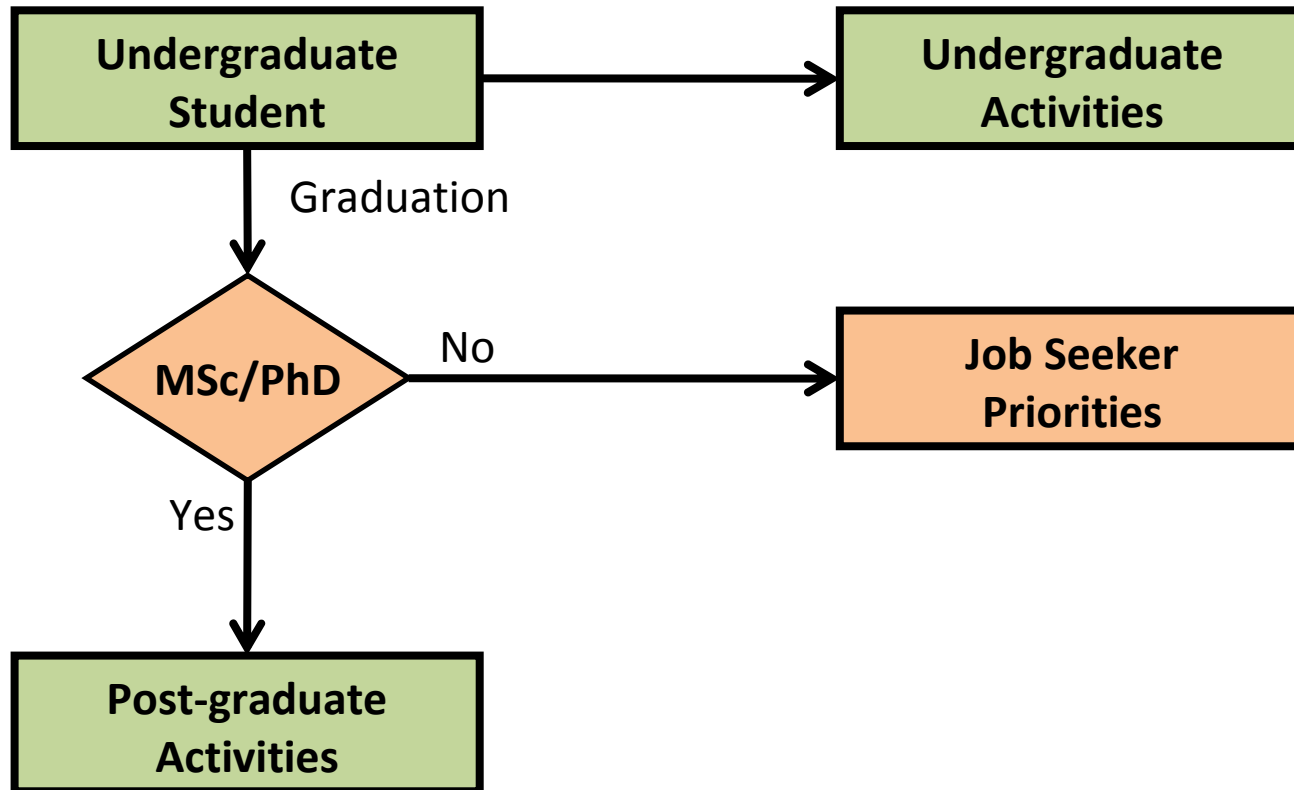 Undergraduate
Student
Undergraduate
Activities
Graduation
MSc/PhD
No
Job Seeker
Priorities
Yes
Post-graduate
Activities